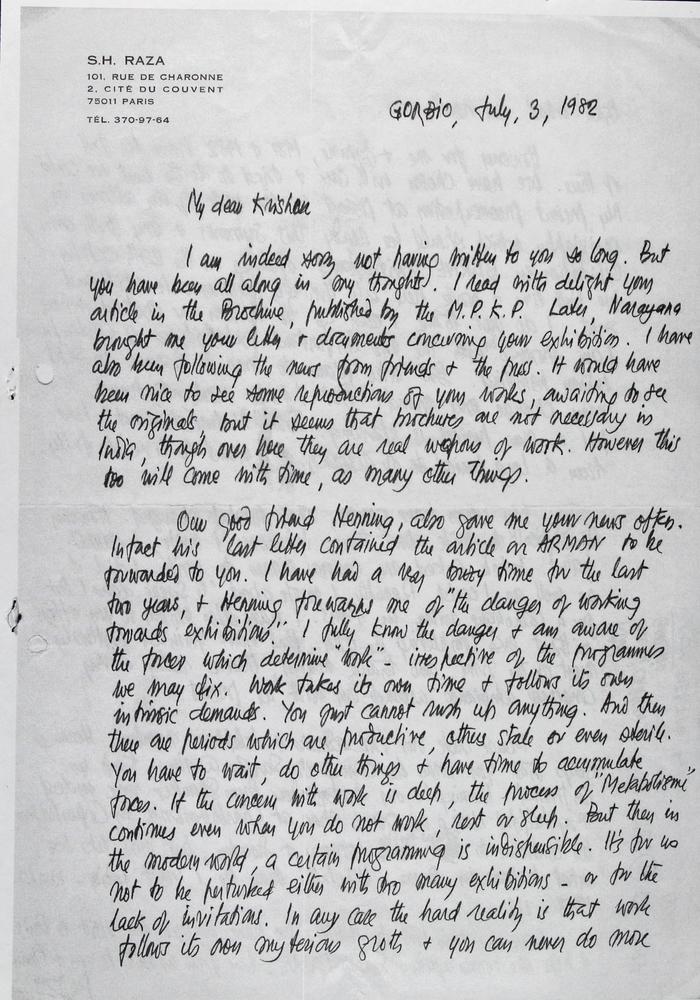 S.H. RAZA
101, RUE DE CHARONNE
2, CITÉ DU COUVENT
75011 PARIS
TÉL. 370-97-64
GORBIO, July, 3, 1982
My dear Krishen
I am indeed sorry not having written to you so long. But
you have been all along in my thoughts. I read with delight your
article in the Brochure, published by the M.P.K.P. Later, Narayana
brought me your letter & documents concerning your exhibition. I have
also been following the news from friends & the press. It would have
been nice to see some reproductions of your works, awaiting to see
the originals, but it seems that brochures are not necessary in
India, though over here they are real weapons of work. However this
too will come with time, as many other things.
Our good friend Henning, also gave me your news often.
Infact his last letter contained the article on ARMAN to be
forwarded to you. I have had a very busy time for the last
two years, & Henning forewarns me of "the danger of working
towards exhibitions." I fully know the danger & am aware of
the forces which determine "work" - irrespective of the programmes
we may fix. Work takes its own time & follows its own
intrinsic demands. You just cannot rush up anything. And then
there are periods which are productive, others stale or even sterile.
You have to wait, do other things & have time to accumulate
forces. If the concern with work is deep, the process of "Metabolisme"
continues even when you do not work, rest or sleep. But then in
the modern world, a certain programming is indispensible. It's for us
not to be perturbed either with two many exhibitions - or for the
lack of invitations. In any case the hard reality is that work
follows its own mysterious groth & you can never do more